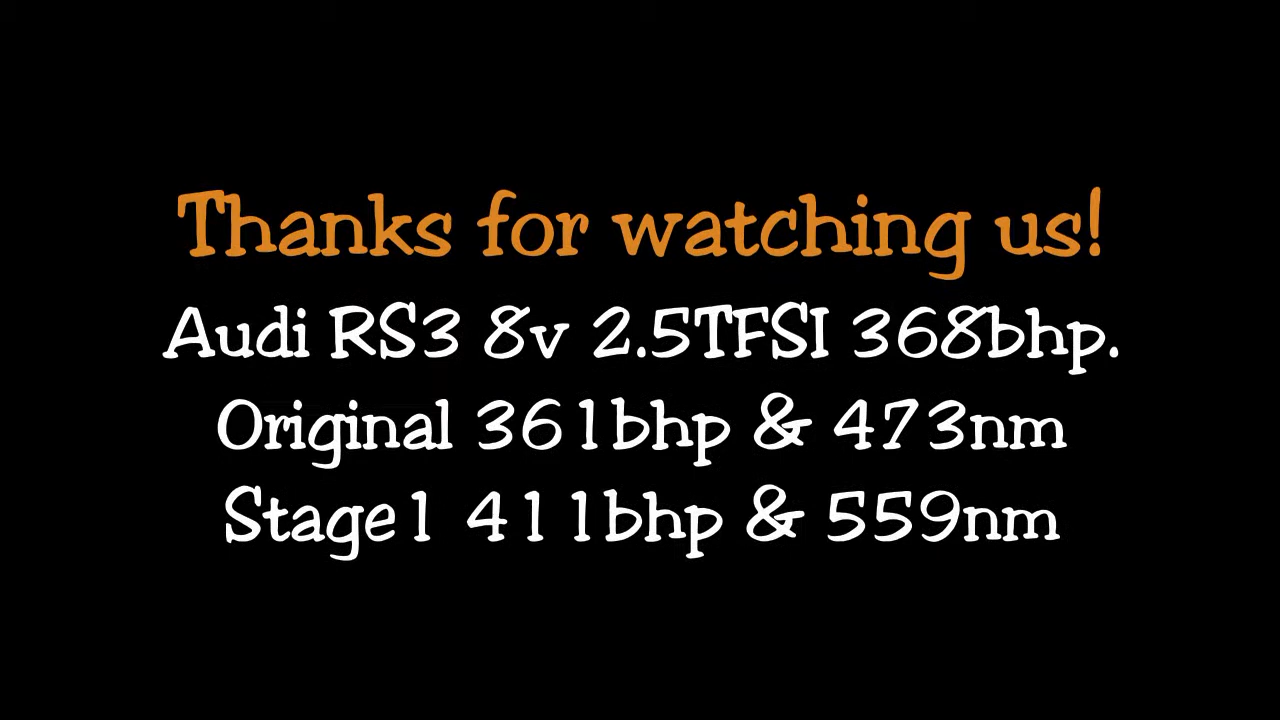 Thanks for watching us!
Audi RS3 8v 2.5TFSI 368bhp.
Original 361bhp & 473nm
Stage1 411bhp & 559nm